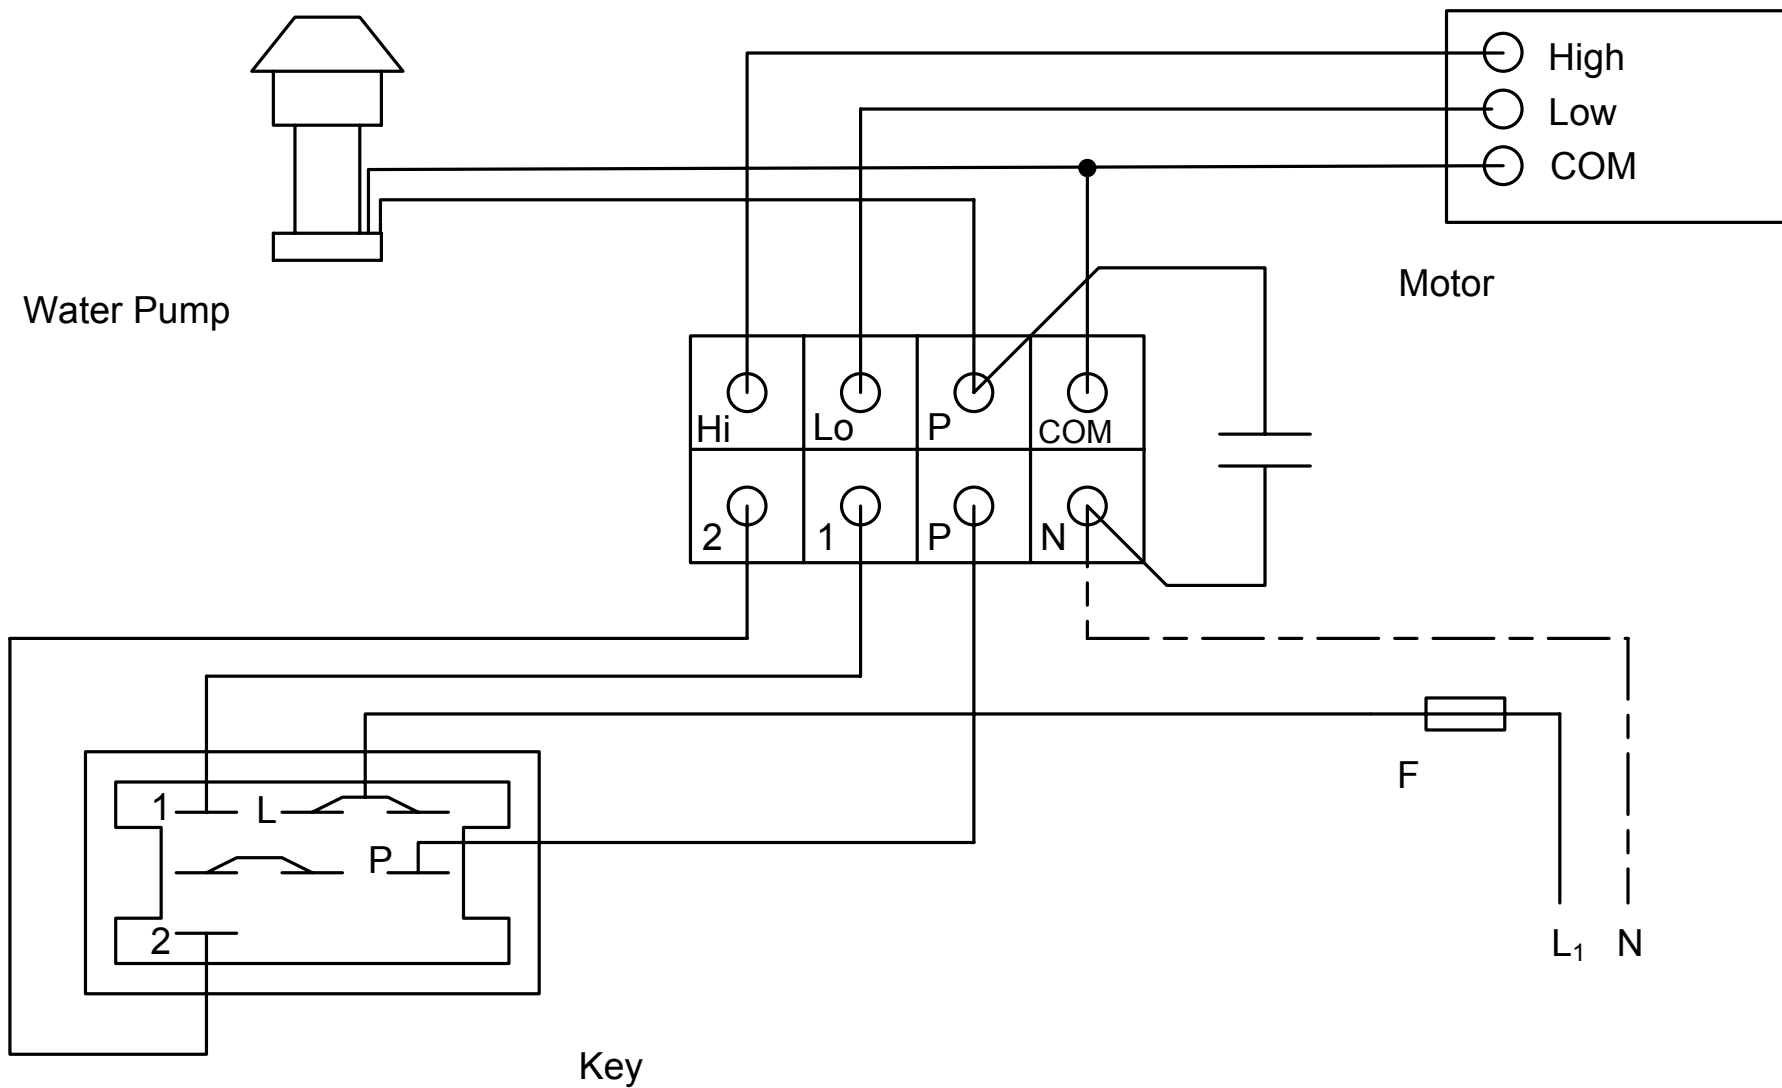 High
Low
COM
Motor
Water Pump
Hi Lo P COM
2 1 P N
F
1 L
P
2
L₁ N
Key